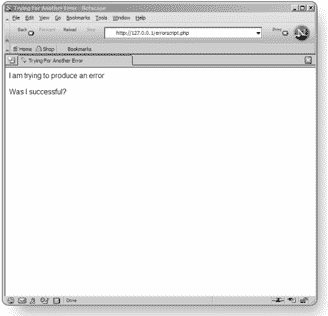 Trying For Another Error - Netscape
File Edit View Go Bookmarks Tools Window Help
Back Forward Reload Stop http://127.0.0.1/errorscript.php Print
Home Shop Bookmarks
Trying For Another Error
I am trying to produce an error
Was I successful?
Done